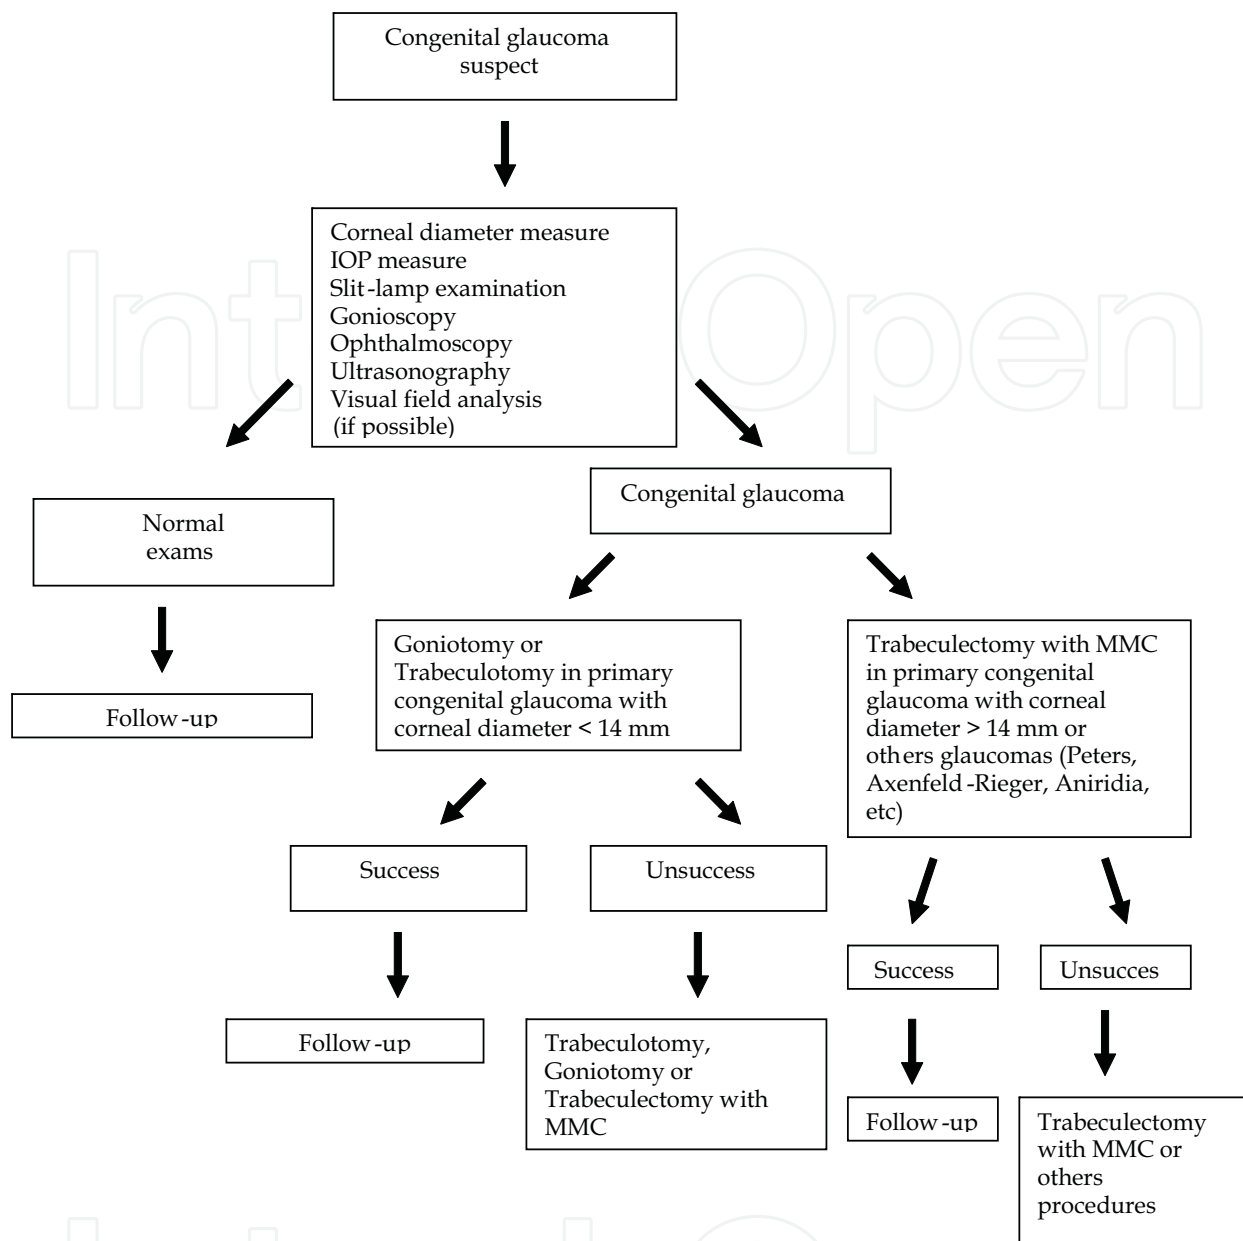 Congenital glaucoma
suspect
Corneal diameter measure
IOP measure
Slit-lamp examination
Gonioscopy
Ophthalmoscopy
Ultrasonography
Visual field analysis
(if possible)
Normal
exams
Congenital glaucoma
Follow-up
Goniotomy or
Trabeculotomy in primary
congenital glaucoma with
corneal diameter < 14 mm
Trabeculectomy with MMC
in primary congenital
glaucoma with corneal
diameter > 14 mm or
others glaucomas (Peters,
Axenfeld-Rieger, Aniridia,
etc)
Success
Unsuccess
Success
Unsucces
Follow-up
Trabeculotomy,
Goniotomy or
Trabeculectomy with
MMC
Follow-up
Trabeculectomy
with MMC or
others
procedures